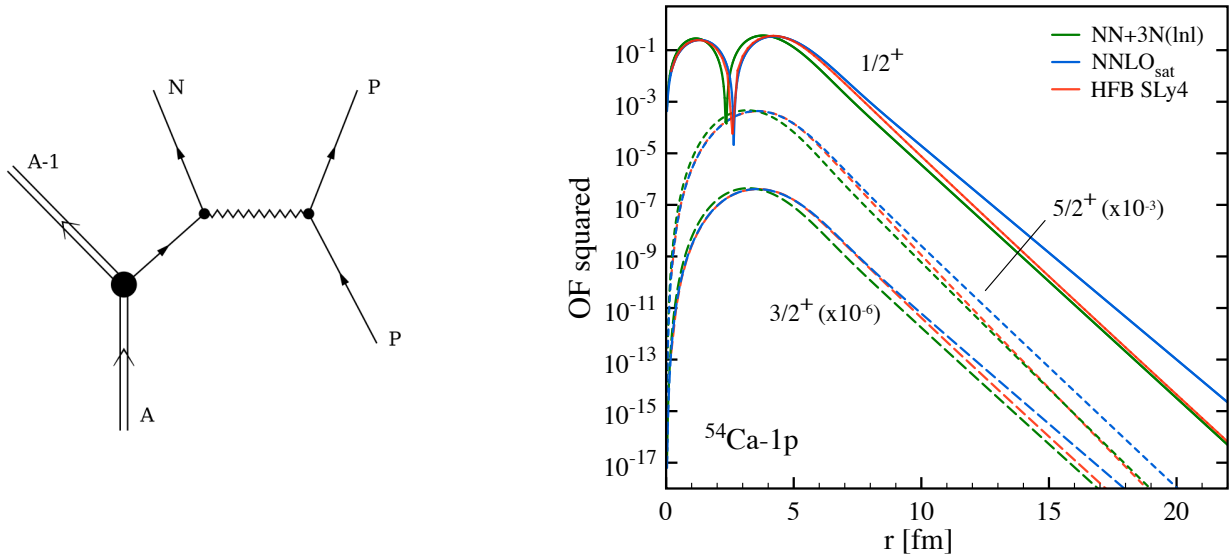 N
P
A-1
P
A
OF squared
10⁻¹
10⁻³
10⁻⁵
10⁻⁷
10⁻⁹
10⁻¹¹
10⁻¹³
10⁻¹⁵
10⁻¹⁷
NN+3N(lnl)
NNLOₛₐₜ
HFB SLy4
1/2⁺
5/2⁺ (x10⁻³)
3/2⁺ (x10⁻⁶)
⁵⁴Ca-1p
0 5 10 15 20
r [fm]